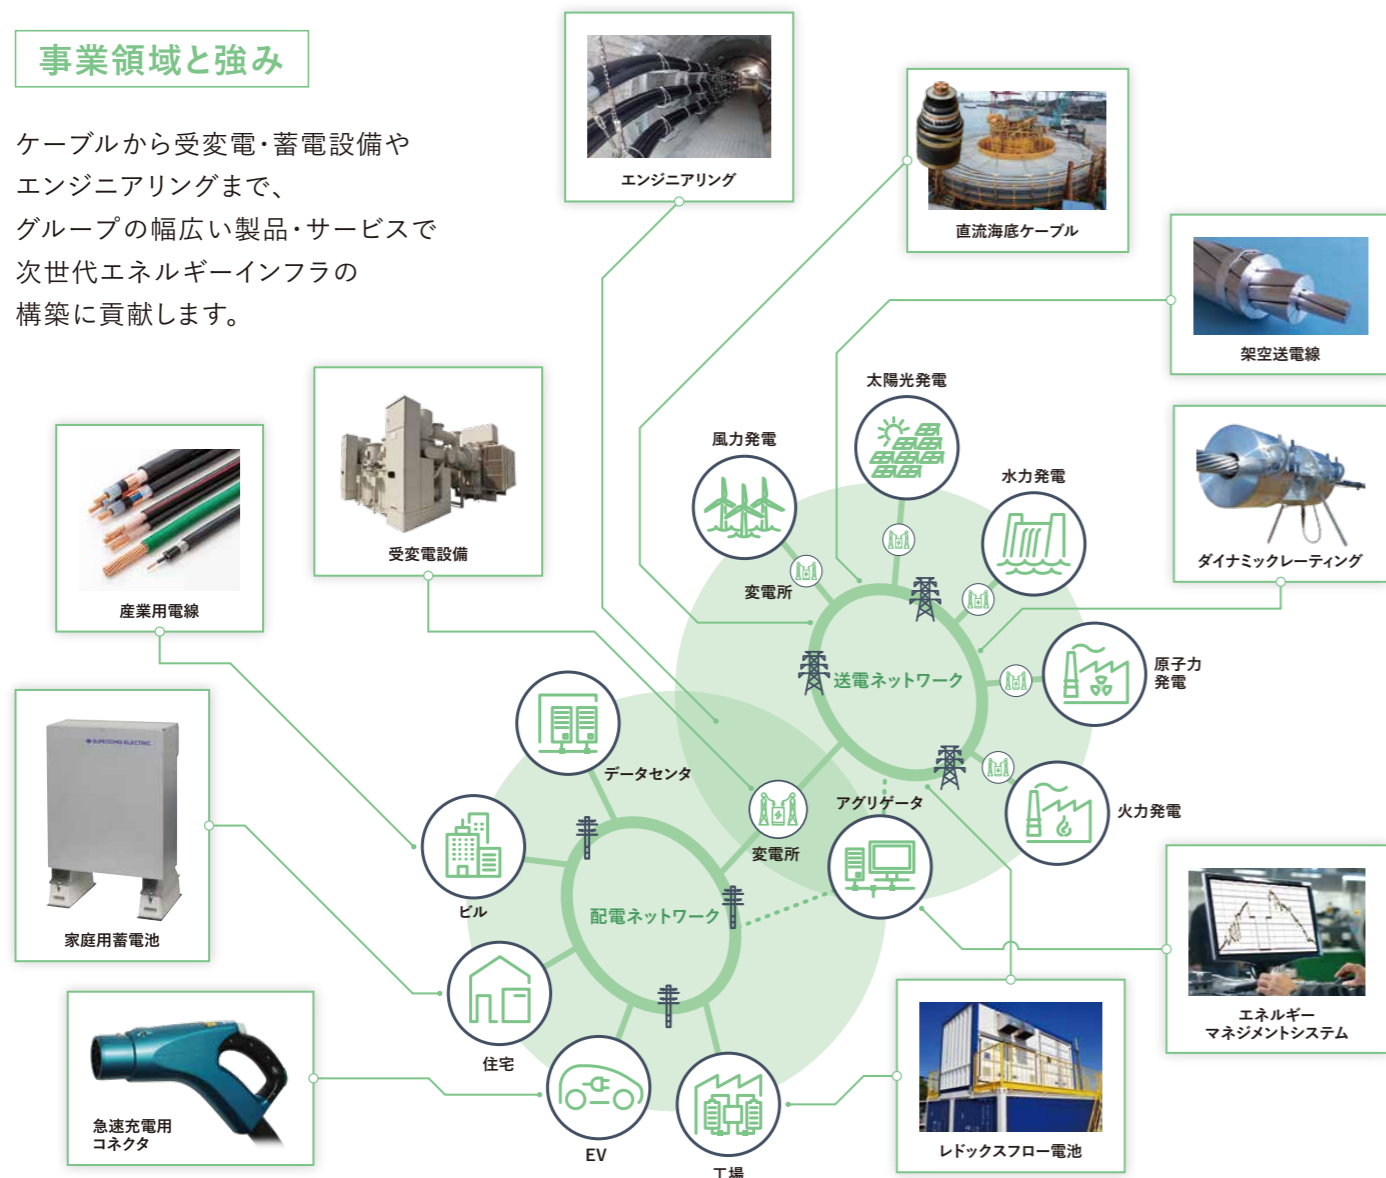 事業領域と強み
ケーブルから受変電・蓄電設備や
エンジニアリングまで、
グループの幅広い製品・サービスで
次世代エネルギーインフラの
構築に貢献します。
エンジニアリング
直流海底ケーブル
架空送電線
太陽光発電
風力発電
水力発電
受変電設備
ダイナミックレーティング
変電所
産業用電線
送電ネットワーク
原子力
発電
SUMITOMO ELECTRIC
データセンタ
アグリゲータ
火力発電
変電所
ビル
配電ネットワーク
家庭用蓄電池
エネルギー
マネジメントシステム
住宅
急速充電用
コネクタ
レドックスフロー電池
EV
工場